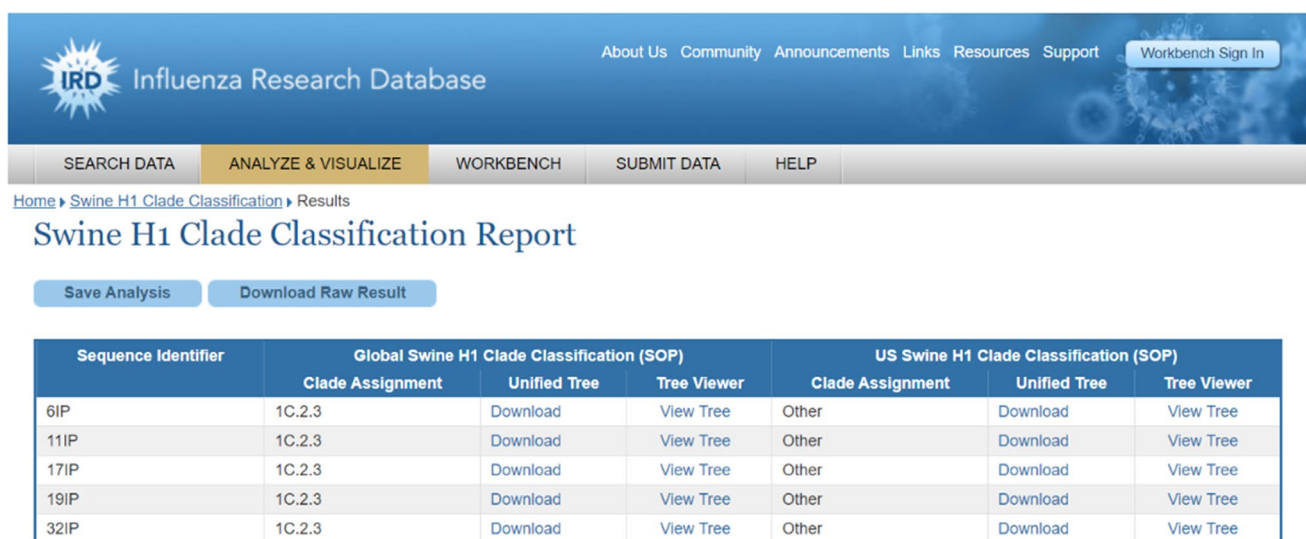 About Us Community Announcements Links Resources Support Workbench Sign In
IRD Influenza Research Database
SEARCH DATA ANALYZE & VISUALIZE WORKBENCH SUBMIT DATA HELP
Home Swine H1 Clade Classification Results
Swine H1 Clade Classification Report
Save Analysis Download Raw Result
Sequence Identifier Global Swine H1 Clade Classification (SOP) US Swine H1 Clade Classification (SOP)
Clade Assignment Unified Tree Tree Viewer Clade Assignment Unified Tree Tree Viewer
6IP 1C.2.3 Download View Tree Other Download View Tree
11IP 1C.2.3 Download View Tree Other Download View Tree
17IP 1C.2.3 Download View Tree Other Download View Tree
19IP 1C.2.3 Download View Tree Other Download View Tree
32IP 1C.2.3 Download View Tree Other Download View Tree